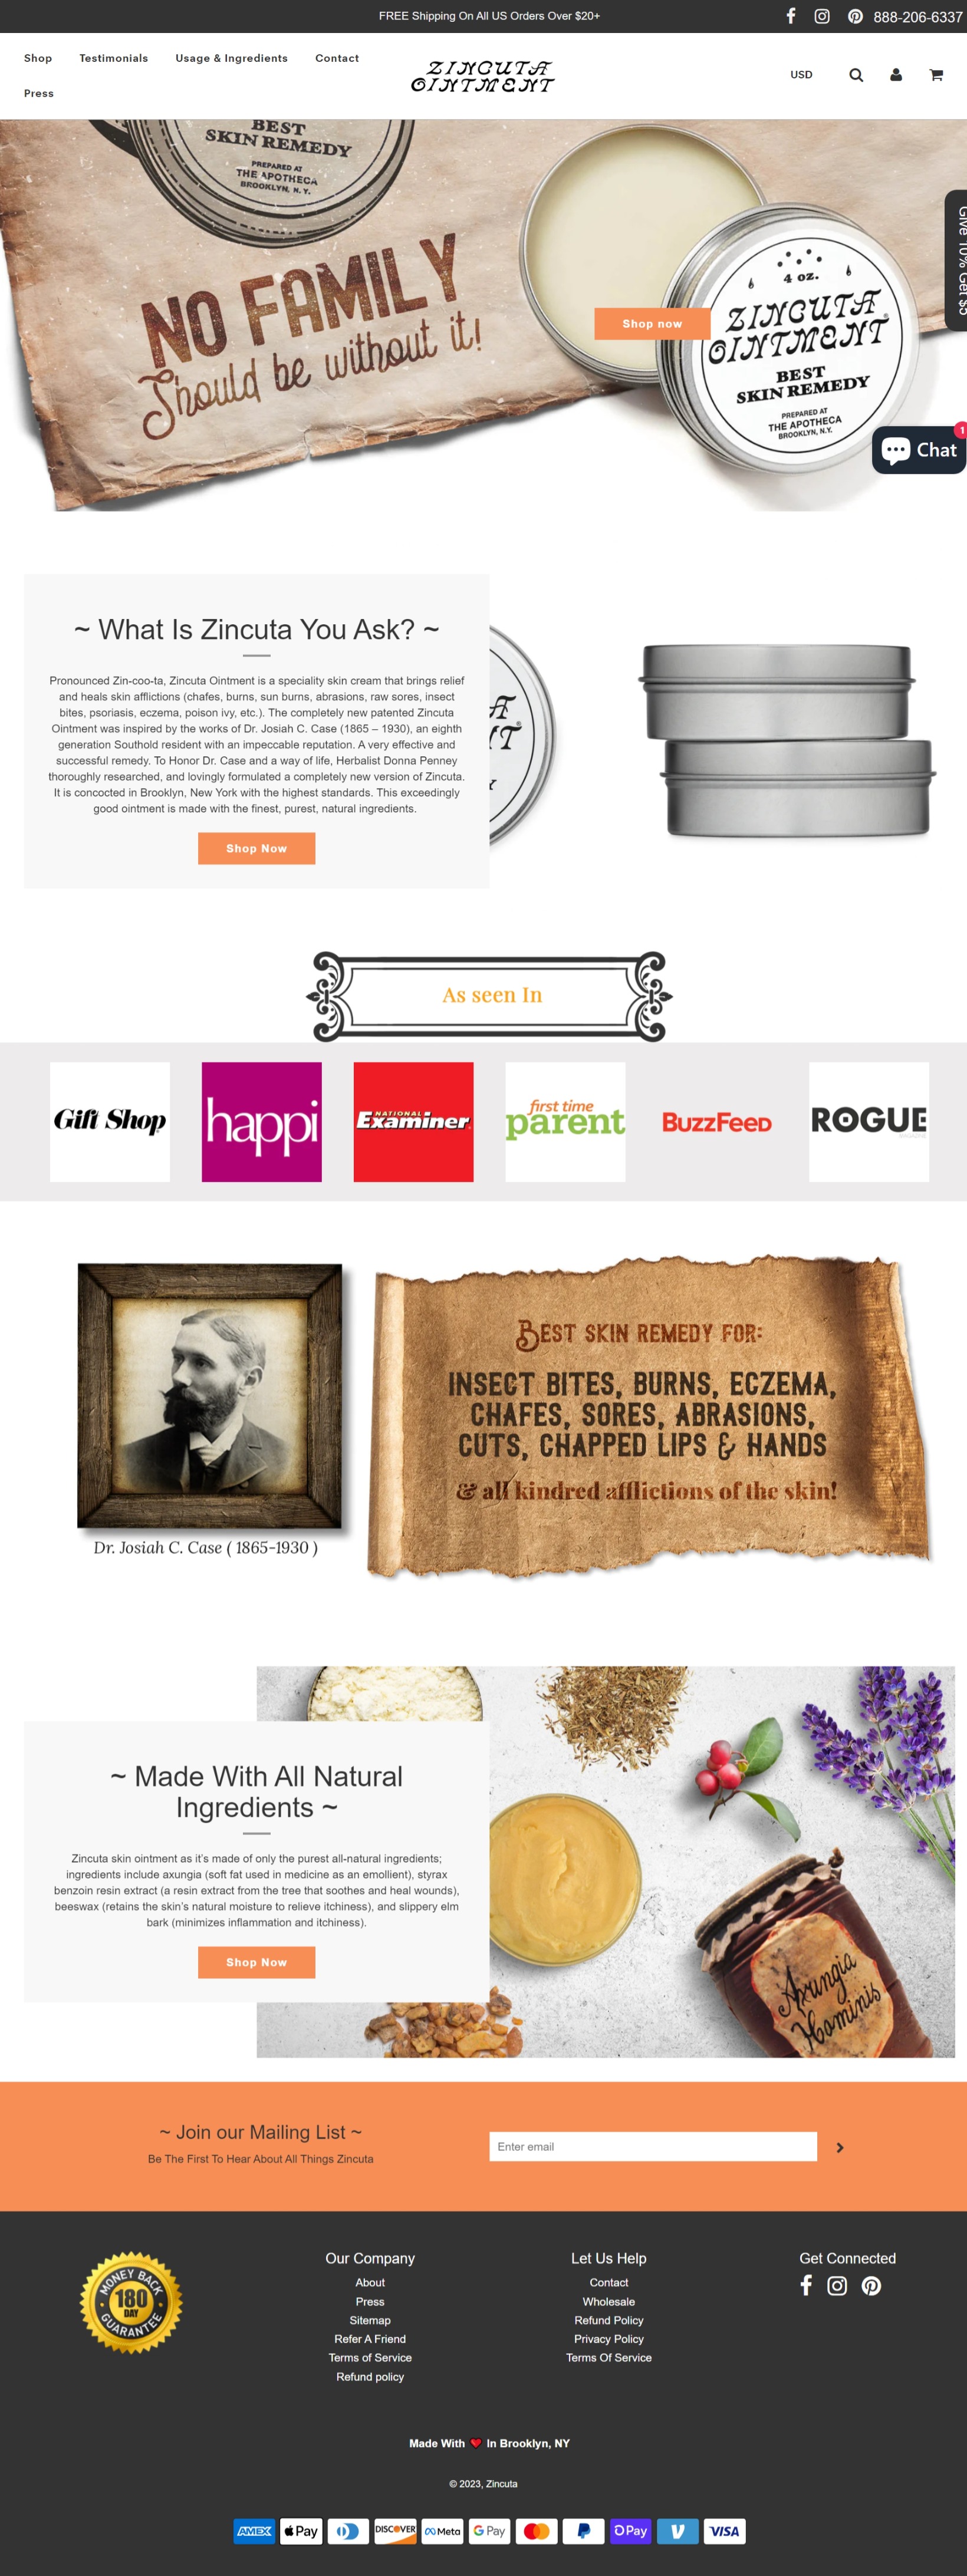 FREE Shipping On All US Orders Over $20+
888-206-6337
Shop Testimonials Usage & Ingredients Contact
Press
ZINCUTA
OINTMENT
USD
BEST
SKIN REMEDY
PREPARED AT
THE APOTHECA
BROOKLYN, N.Y.
NO FAMILY
Should be without it!
Shop now
4 oz.
ZINCUTA
OINTMENT®
BEST
SKIN REMEDY
PREPARED AT
THE APOTHECA
BROOKLYN, N.Y.
Give 10% Get $5
Chat
1
~ What Is Zincuta You Ask? ~
Pronounced Zin-coo-ta, Zincuta Ointment is a speciality skin cream that brings relief
and heals skin afflictions (chafes, burns, sun burns, abrasions, raw sores, insect
bites, psoriasis, eczema, poison ivy, etc.). The completely new patented Zincuta
Ointment was inspired by the works of Dr. Josiah C. Case (1865 – 1930), an eighth
generation Southold resident with an impeccable reputation. A very effective and
successful remedy. To Honor Dr. Case and a way of life, Herbalist Donna Penney
thoroughly researched, and lovingly formulated a completely new version of Zincuta.
It is concocted in Brooklyn, New York with the highest standards. This exceedingly
good ointment is made with the finest, purest, natural ingredients.
Shop Now
As seen In
Gift Shop
happi
NATIONAL
Examiner
first time
parent
BuzzFeed
ROGUE
Dr. Josiah C. Case ( 1865-1930 )
BEST SKIN REMEDY FOR:
INSECT BITES, BURNS, ECZEMA,
CHAFES, SORES, ABRASIONS,
CUTS, CHAPPED LIPS & HANDS
& all kindred afflictions of the skin!
~ Made With All Natural
Ingredients ~
Zincuta skin ointment as it's made of only the purest all-natural ingredients;
ingredients include axungia (soft fat used in medicine as an emollient), styrax
benzoin resin extract (a resin extract from the tree that soothes and heal wounds),
beeswax (retains the skin's natural moisture to relieve itchiness), and slippery elm
bark (minimizes inflammation and itchiness).
Shop Now
Axungia
Hominis
~ Join our Mailing List ~
Be The First To Hear About All Things Zincuta
Enter email
MONEY BACK
180
DAY
GUARANTEE
Our Company
About
Press
Sitemap
Refer A Friend
Terms of Service
Refund policy
Let Us Help
Contact
Wholesale
Refund Policy
Privacy Policy
Terms Of Service
Get Connected
Made With ❤ In Brooklyn, NY
© 2023, Zincuta
AMEX Pay DISCOVER Meta G Pay Pay VISA